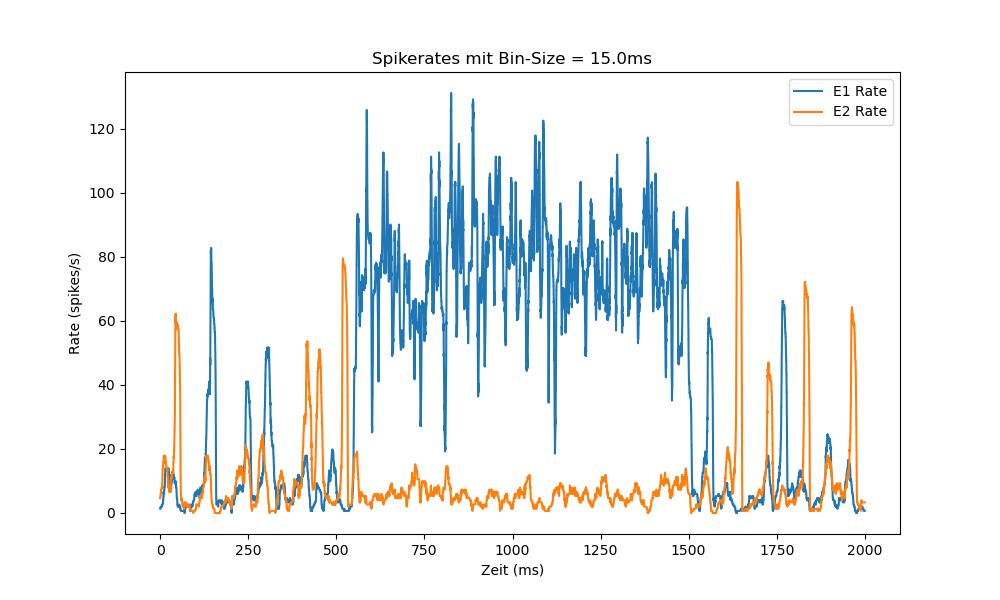 Spikerates mit Bin-Size = 15.0ms
E1 Rate
E2 Rate
Rate (spikes/s)
120
100
80
60
40
20
0
0 250 500 750 1000 1250 1500 1750 2000
Zeit (ms)